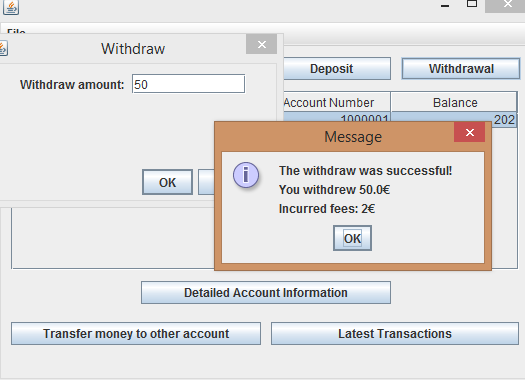 File
Withdraw
Deposit
Withdrawal
Withdraw amount: 50
Account Number
Balance
1000001
202
Message
The withdraw was successful!
You withdrew 50.0€
Incurred fees: 2€
OK
OK
Detailed Account Information
Transfer money to other account
Latest Transactions